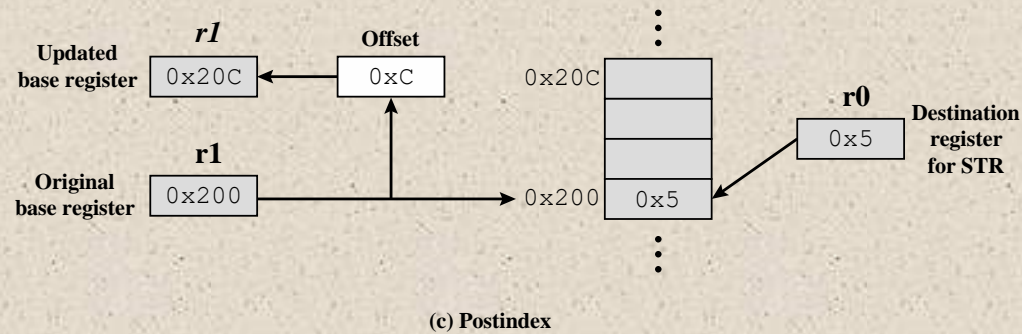 r1
Offset
Updated
base register
0x20C
0xC
0x20C
r0
Destination
register
for STR
0x5
r1
Original
base register
0x200
0x200
0x5
(c) Postindex